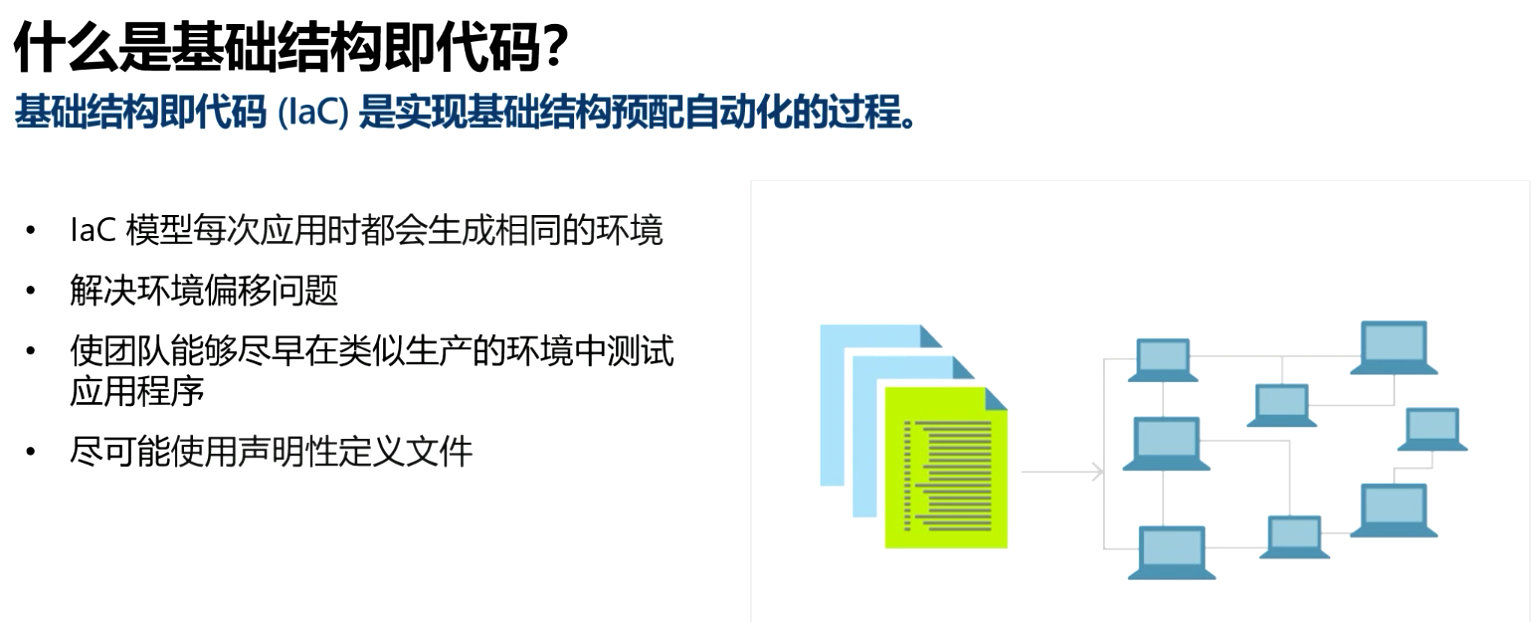 什么是基础结构即代码？
基础结构即代码 (IaC) 是实现基础结构预配自动化的过程。
• IaC 模型每次应用时都会生成相同的环境
• 解决环境偏移问题
• 使团队能够尽早在类似生产的环境中测试
应用程序
• 尽可能使用声明性定义文件